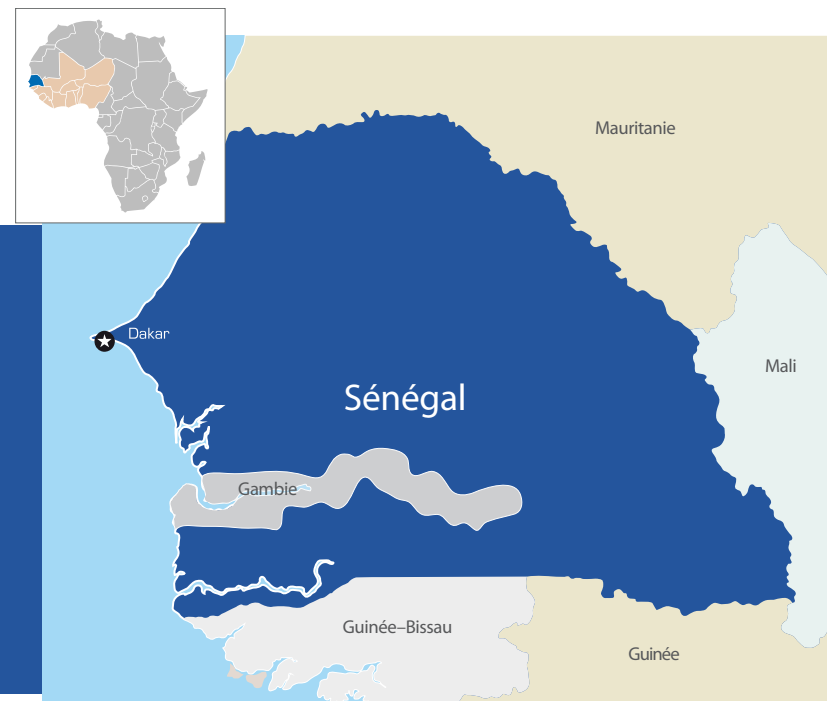 Mauritanie
Dakar
Mali
Sénégal
Gambie
Guinée–Bissau
Guinée